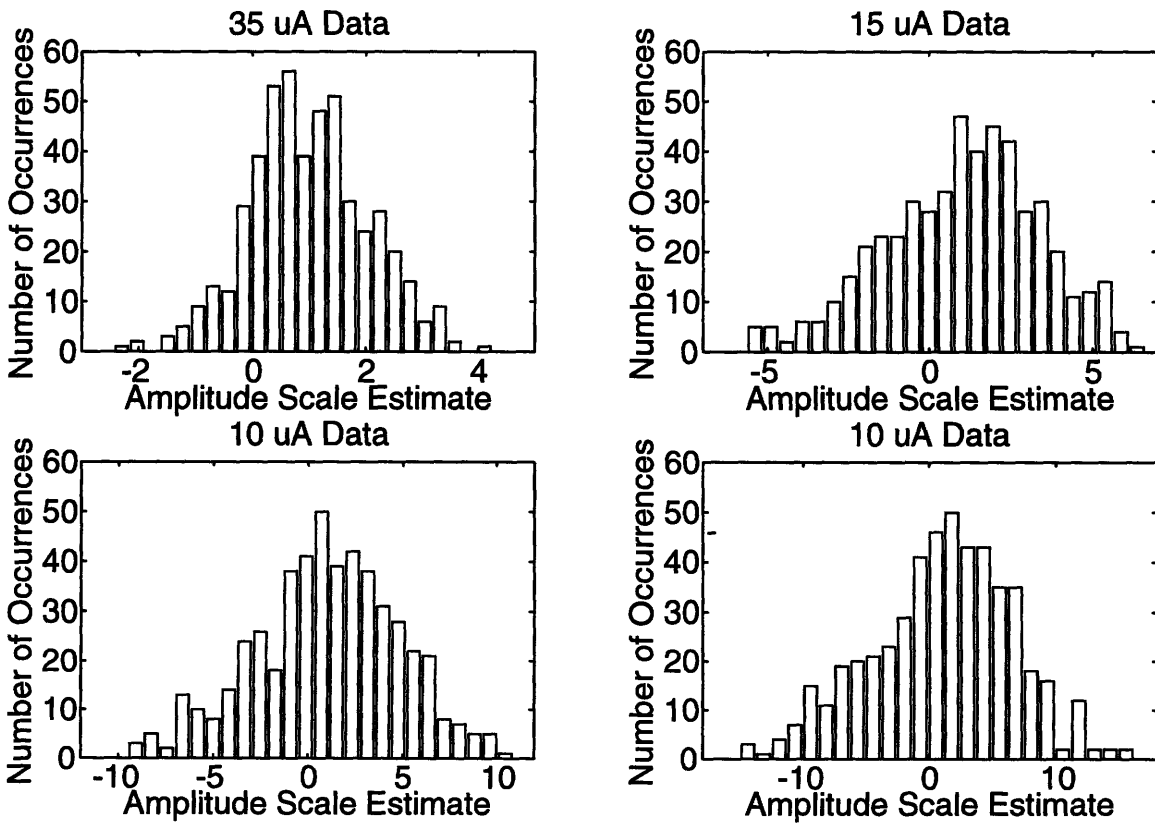 35 uA Data
60
50
40
30
20
10
0
Number of Occurrences
-2 0 2 4
Amplitude Scale Estimate
15 uA Data
60
50
40
30
20
10
0
Number of Occurrences
-5 0 5
Amplitude Scale Estimate
10 uA Data
60
50
40
30
20
10
0
Number of Occurrences
-10 -5 0 5 10
Amplitude Scale Estimate
10 uA Data
60
50
40
30
20
10
0
Number of Occurrences
-10 0 10
Amplitude Scale Estimate